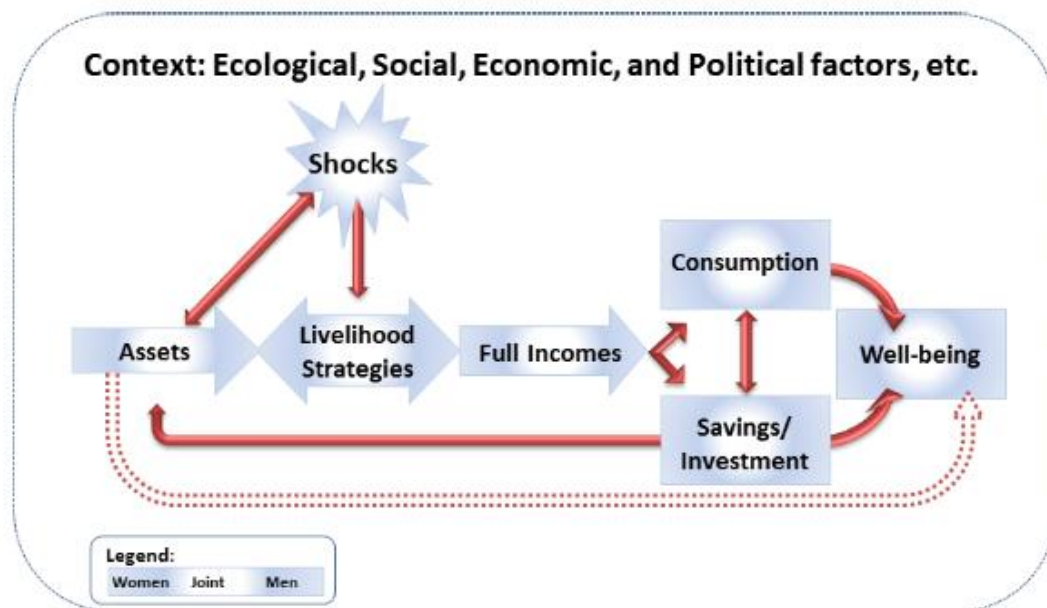 Context: Ecological, Social, Economic, and Political factors, etc.
Shocks
Consumption
Assets
Livelihood
Strategies
Full Incomes
Well-being
Savings/
Investment
Legend:
Women Joint Men